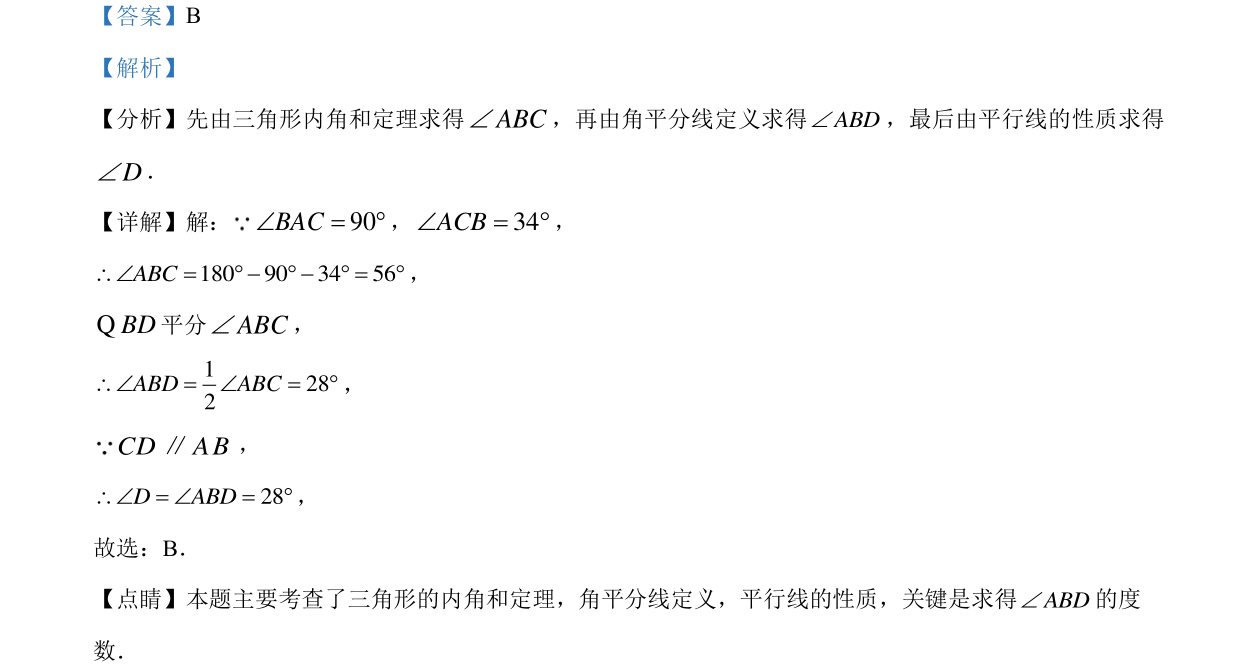 【答案】B
【解析】
【分析】先由三角形内角和定理求得∠ABC，再由角平分线定义求得∠ABD，最后由平行线的性质求得
∠D．
【详解】解：∵∠BAC=90°，∠ACB=34°，
∴∠ABC=180°−90°−34°=56°，
Q BD平分∠ABC，
∴∠ABD=1/2∠ABC=28°，
∵CD∥AB，
∴∠D=∠ABD=28°，
故选：B．
【点睛】本题主要考查了三角形的内角和定理，角平分线定义，平行线的性质，关键是求得∠ABD的度
数．